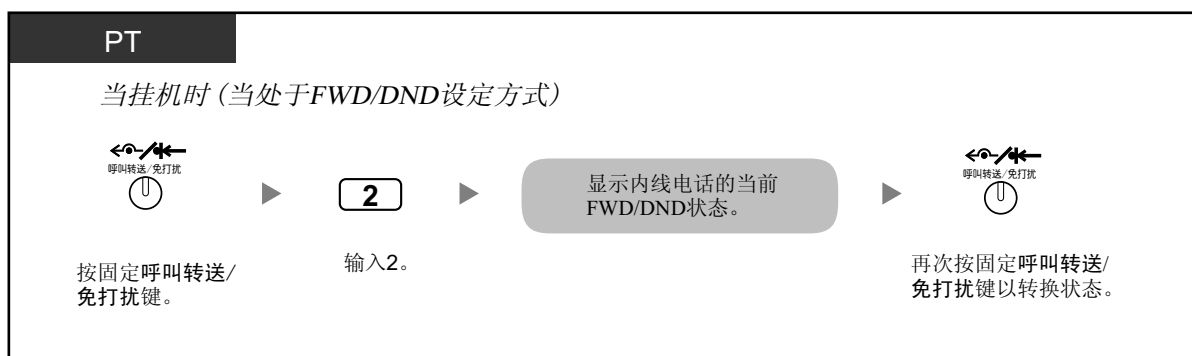 PT
当挂机时 (当处于FWD/DND设定方式)
呼叫转送/免打扰
2
显示内线电话的当前
FWD/DND状态。
呼叫转送/免打扰
按固定呼叫转送/
免打扰键。
输入2。
再次按固定呼叫转送/
免打扰键以转换状态。